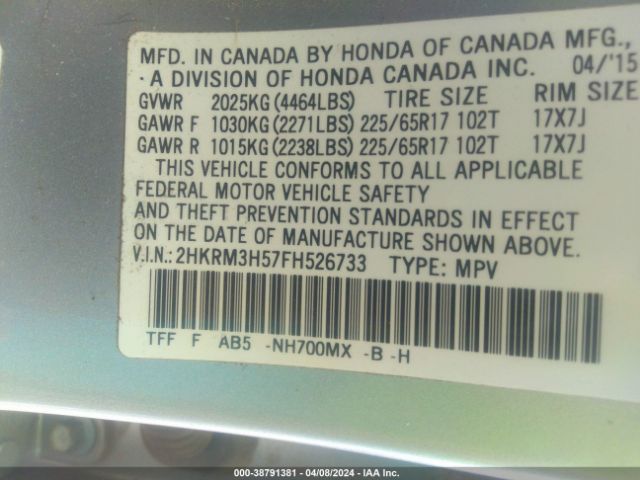 MFD. IN CANADA BY HONDA OF CANADA MFG.,
· A DIVISION OF HONDA CANADA INC. 04/'15
GVWR 2025KG (4464LBS) TIRE SIZE RIM SIZE
GAWR F 1030KG (2271LBS) 225/65R17 102T 17X7J
GAWR R 1015KG (2238LBS) 225/65R17 102T 17X7J
THIS VEHICLE CONFORMS TO ALL APPLICABLE
FEDERAL MOTOR VEHICLE SAFETY
AND THEFT PREVENTION STANDARDS IN EFFECT
ON THE DATE OF MANUFACTURE SHOWN ABOVE.
V.I.N.: 2HKRM3H57FH526733 TYPE: MPV
TFF F AB5 -NH700MX -B -H
000-38791381 - 04/08/2024 - IAA Inc.